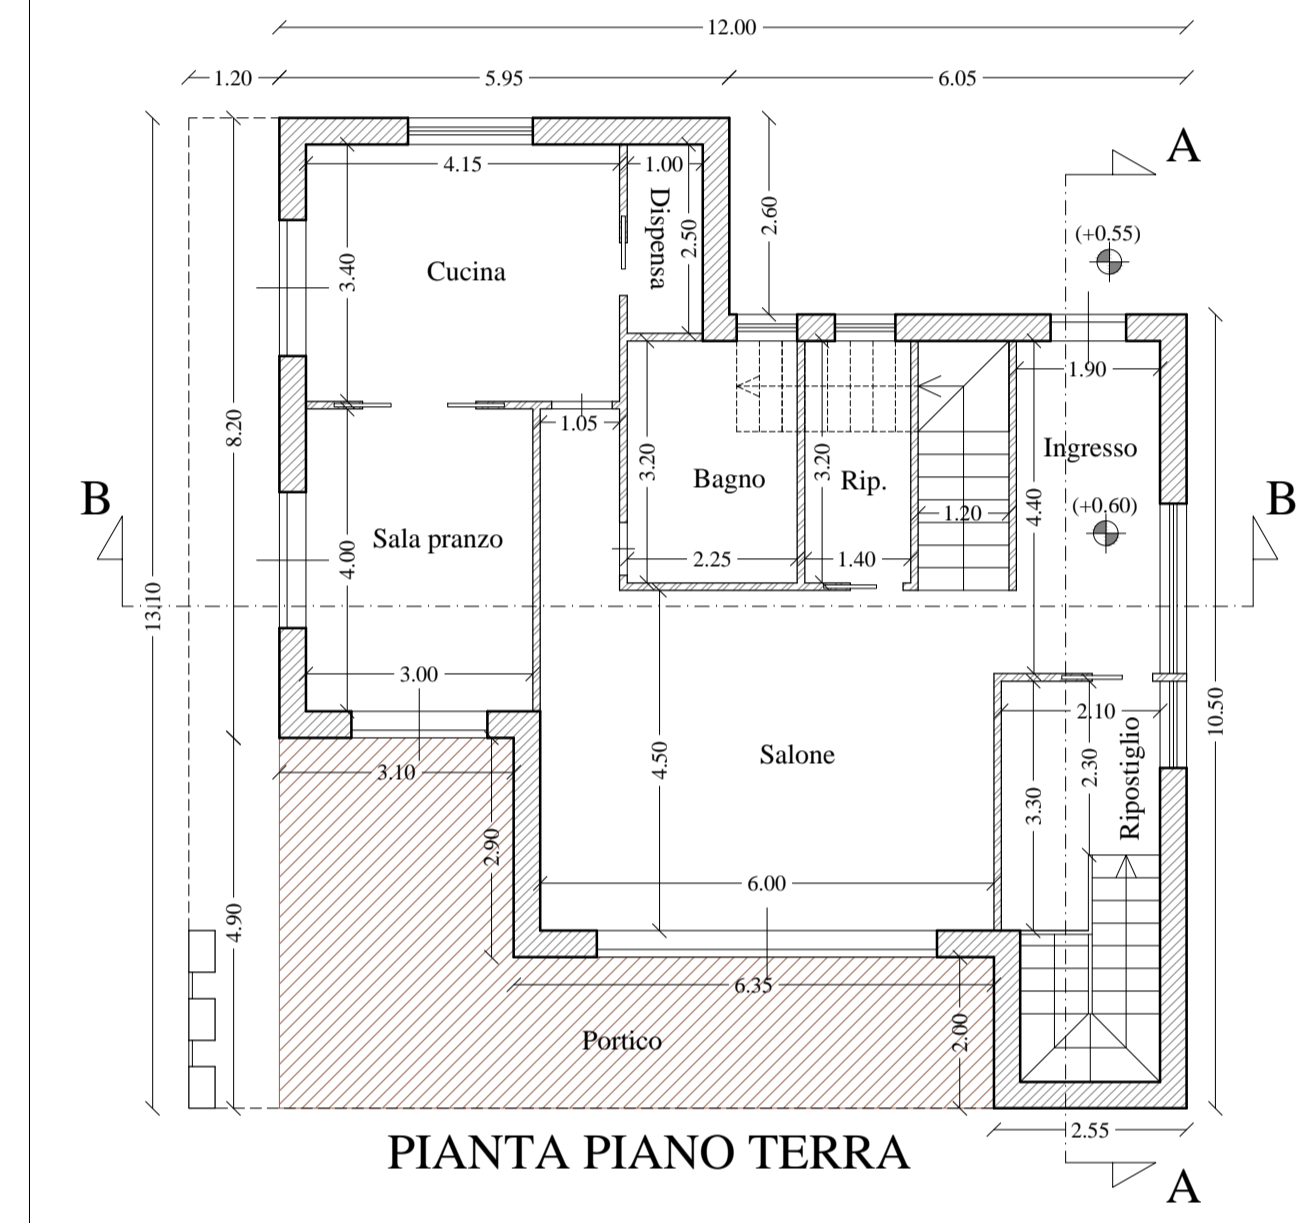 12.00
1.20
5.95
6.05
A
4.15
1.00
Dispensa
2.50
2.60
(+0.55)
Cucina
3.40
1.90
8.20
1.05
Ingresso
3.20
Bagno
3.20
Rip.
4.40
B
(+0.60)
B
1.20
Sala pranzo
4.00
2.25
1.40
13.10
3.00
2.10
10.50
Salone
4.50
3.10
2.30
Ripostiglio
3.30
2.90
6.00
4.90
6.35
2.00
Portico
2.55
PIANTA PIANO TERRA
A